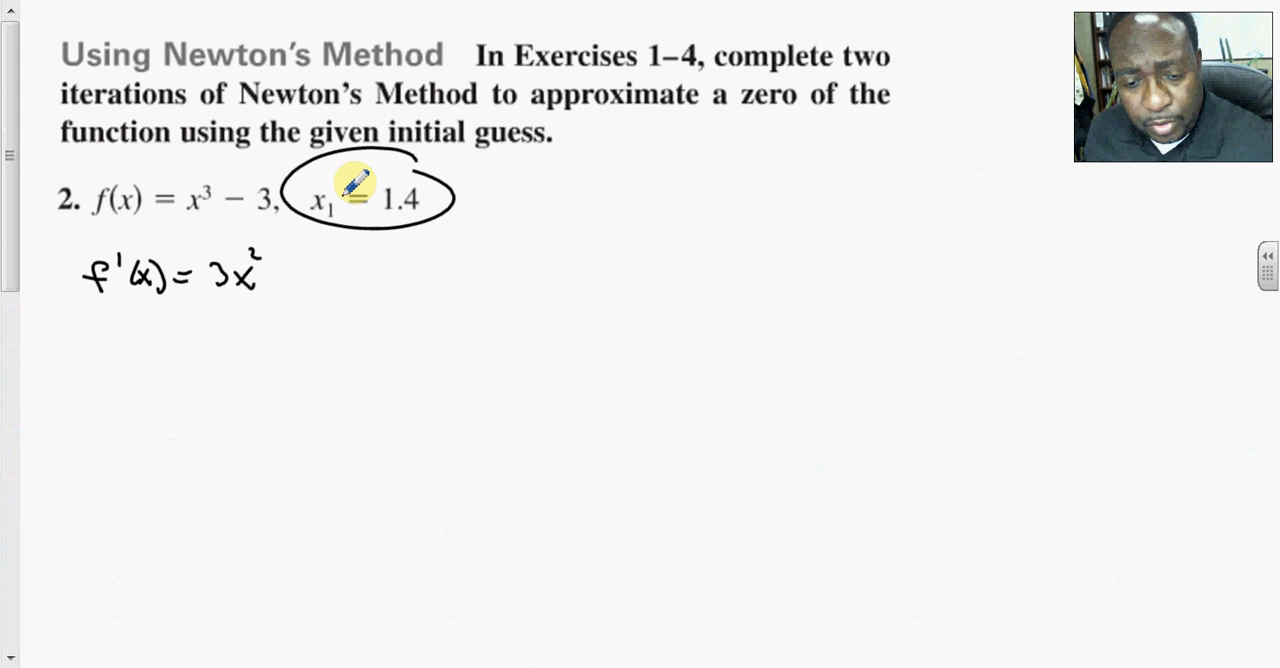 Using Newton's Method In Exercises 1–4, complete two
iterations of Newton's Method to approximate a zero of the
function using the given initial guess.
2. f(x) = x³ − 3, x₁ = 1.4
f'(x) = 3x²